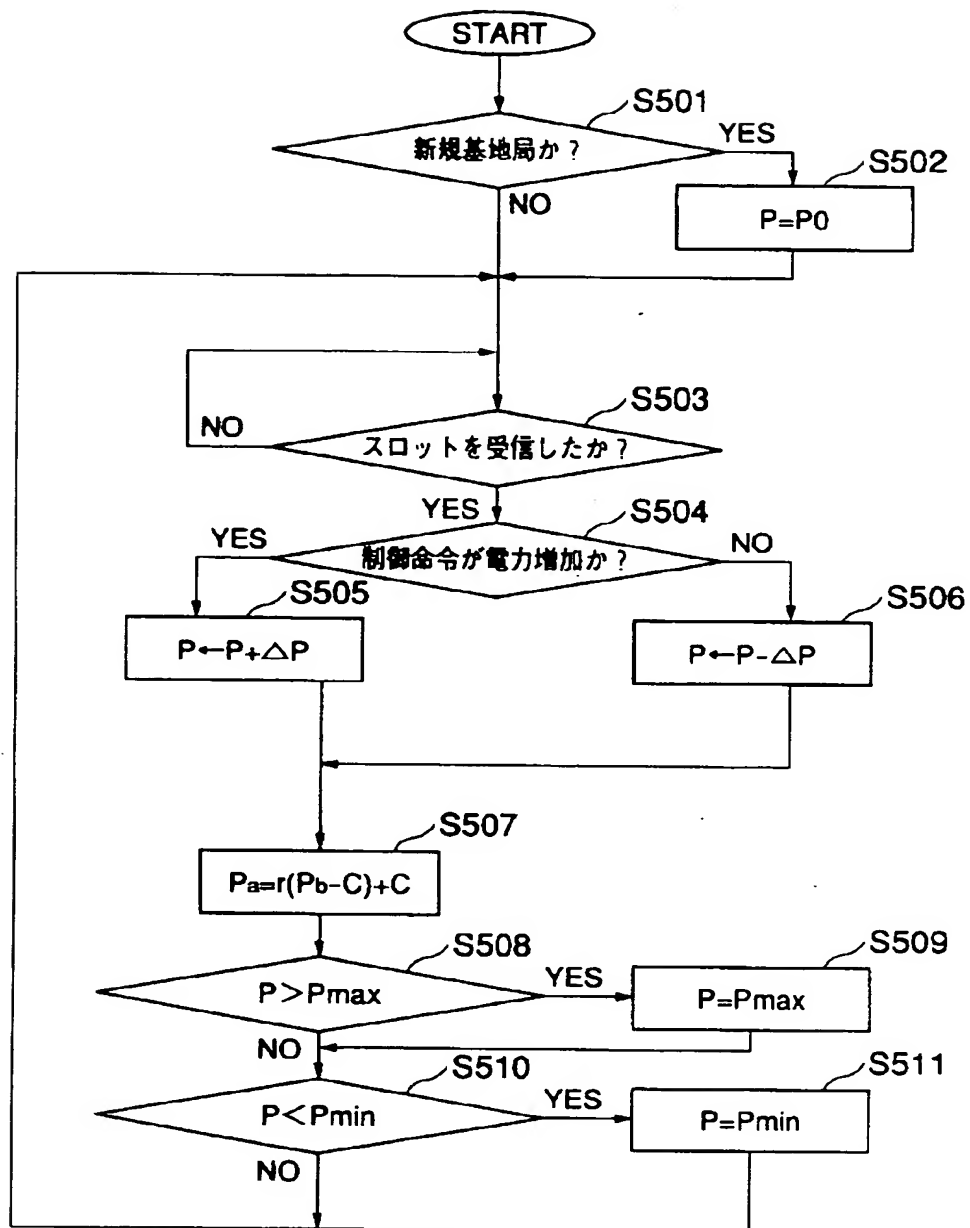 START
S501
新規基地局か?
YES
S502
P=P0
NO
S503
NO
スロットを受信したか?
YES
S504
YES
制御命令が電力増加か?
NO
S505
S506
P←P+△P
P←P-△P
S507
Pa=r(Pb-C)+C
S508
S509
P>Pmax
YES
P=Pmax
NO
S510
S511
P<Pmin
YES
P=Pmin
NO